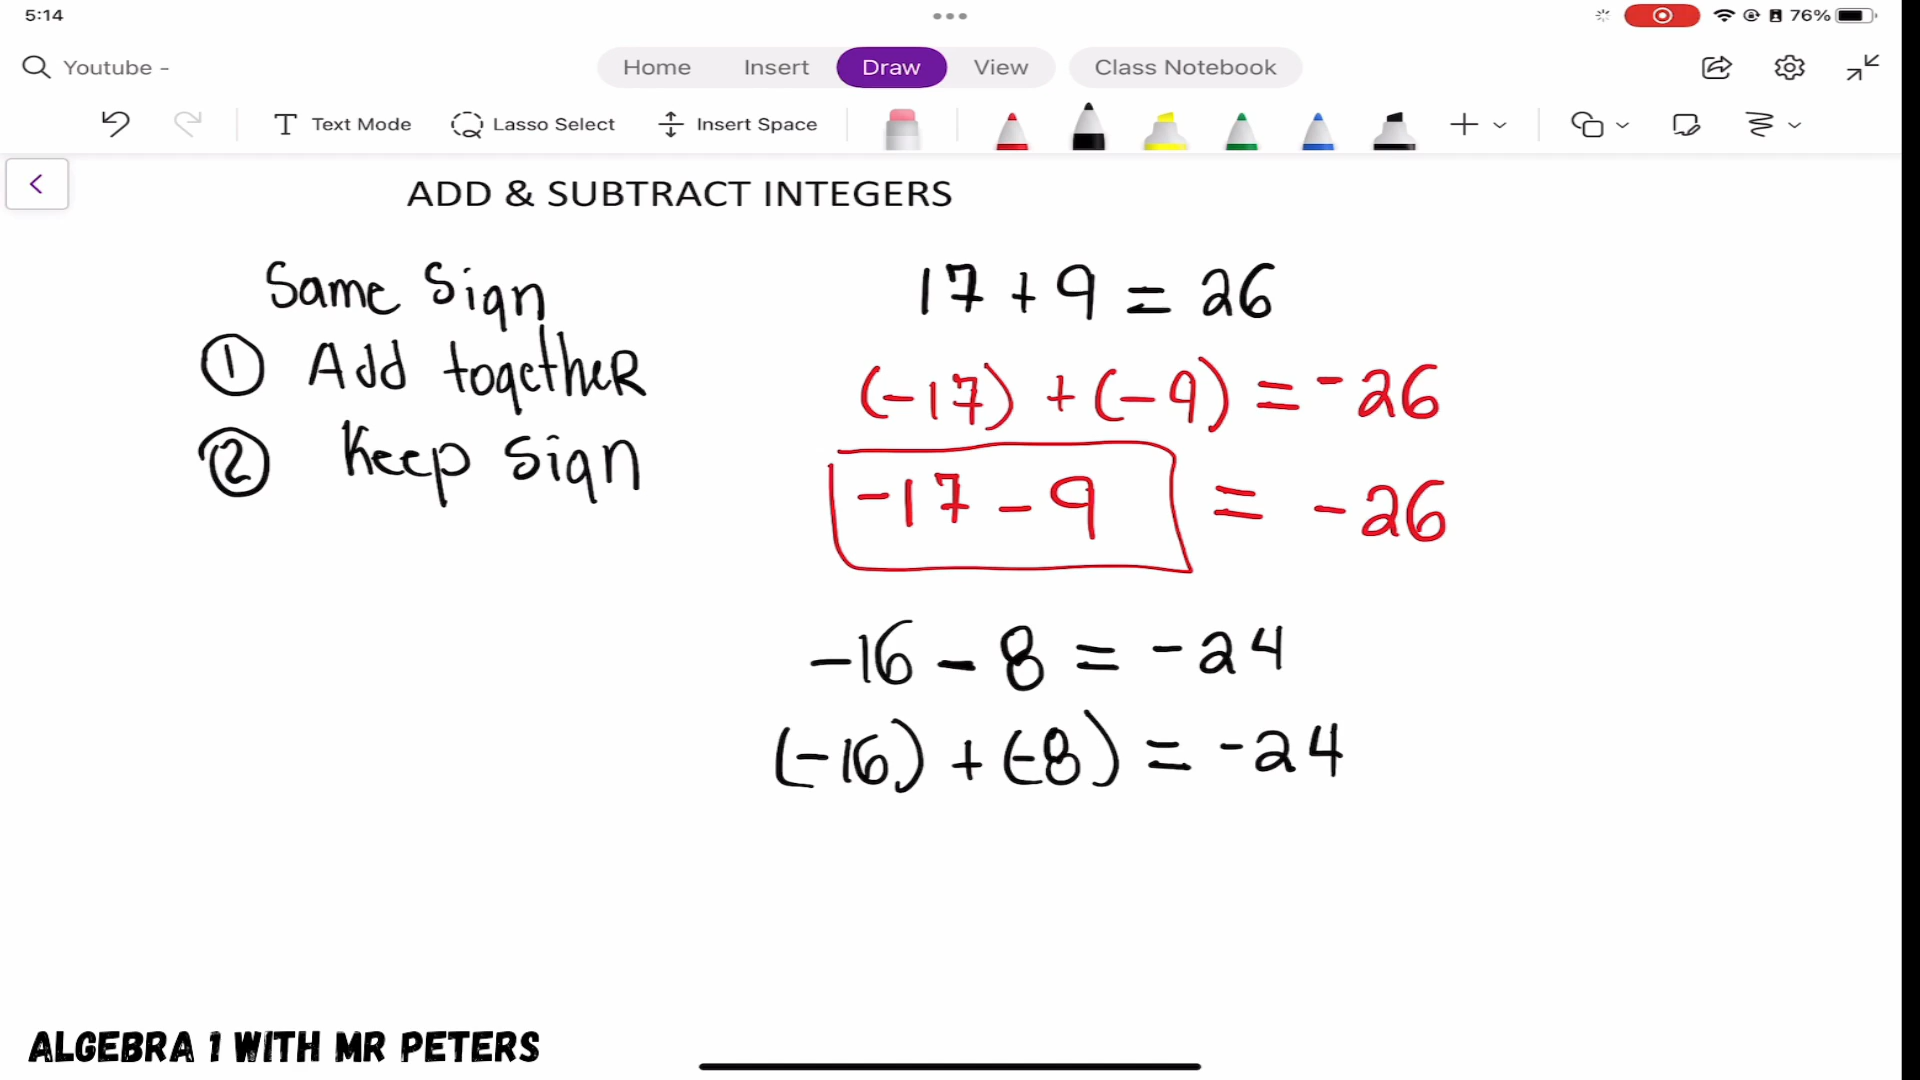 5:14
76%
Youtube -
Home Insert Draw View Class Notebook
Text Mode Lasso Select Insert Space
ADD & SUBTRACT INTEGERS
Same Sign
① Add together
② Keep sign
17 + 9 = 26
(-17) + (-9) = -26
-17 - 9 = -26
-16 - 8 = -24
(-16) + (-8) = -24
ALGEBRA 1 WITH MR PETERS